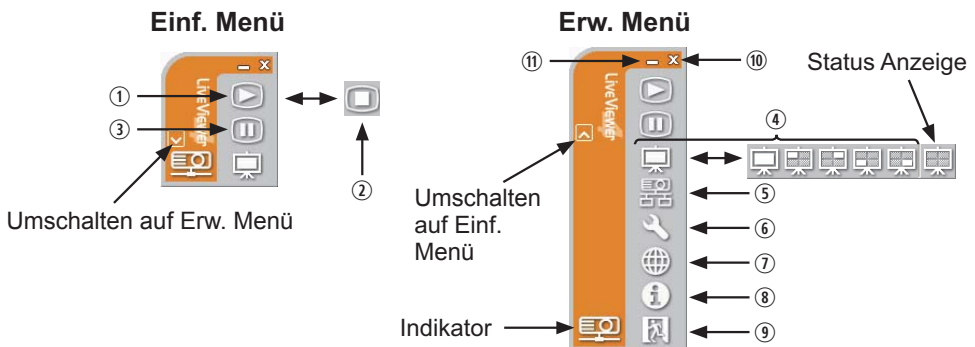 Einf. Menü
LiveViewer
①
③
②
Umschalten auf Erw. Menü
Erw. Menü
⑪
⑩
LiveViewer
Status Anzeige
④
Umschalten
auf Einf.
Menü
⑤
⑥
⑦
⑧
⑨
Indikator